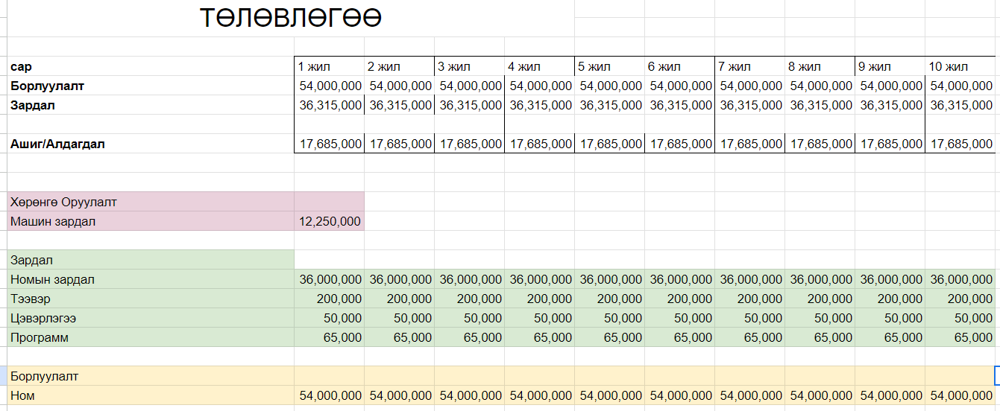 ТӨЛӨВЛӨГӨӨ
сар 1 жил 2 жил 3 жил 4 жил 5 жил 6 жил 7 жил 8 жил 9 жил 10 жил
Борлуулалт 54,000,000 54,000,000 54,000,000 54,000,000 54,000,000 54,000,000 54,000,000 54,000,000 54,000,000 54,000,000
Зардал 36,315,000 36,315,000 36,315,000 36,315,000 36,315,000 36,315,000 36,315,000 36,315,000 36,315,000 36,315,000
Ашиг/Алдагдал 17,685,000 17,685,000 17,685,000 17,685,000 17,685,000 17,685,000 17,685,000 17,685,000 17,685,000 17,685,000
Хөрөнгө Оруулалт
Машин зардал 12,250,000
Зардал
Номын зардал 36,000,000 36,000,000 36,000,000 36,000,000 36,000,000 36,000,000 36,000,000 36,000,000 36,000,000 36,000,000
Тээвэр 200,000 200,000 200,000 200,000 200,000 200,000 200,000 200,000 200,000 200,000
Цэвэрлэгээ 50,000 50,000 50,000 50,000 50,000 50,000 50,000 50,000 50,000 50,000
Программ 65,000 65,000 65,000 65,000 65,000 65,000 65,000 65,000 65,000 65,000
Борлуулалт
Ном 54,000,000 54,000,000 54,000,000 54,000,000 54,000,000 54,000,000 54,000,000 54,000,000 54,000,000 54,000,000